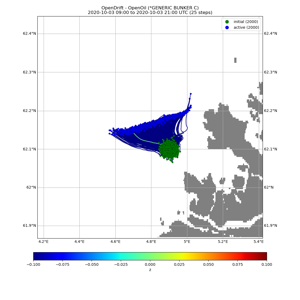 OpenDrift - OpenOil (*GENERIC BUNKER C)
2020-10-03 09:00 to 2020-10-03 21:00 UTC (25 steps)
initial (2000)
active (2000)
62.4°N
62.4°N
62.3°N
62.3°N
62.2°N
62.2°N
62.1°N
62.1°N
62°N
62°N
61.9°N
61.9°N
4.2°E
4.4°E
4.6°E
4.8°E
5°E
5.2°E
5.4°E
−0.100
−0.075
−0.050
−0.025
0.000
0.025
0.050
0.075
0.100
z